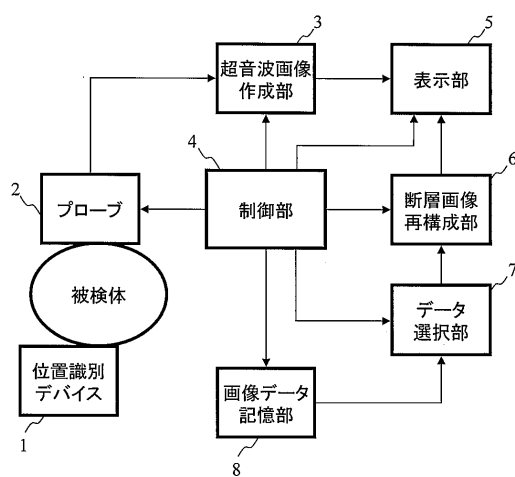 3
超音波画像
作成部
5
表示部
4
制御部
2
プローブ
6
断層画像
再構成部
被検体
7
データ
選択部
位置識別
デバイス
1
画像データ
記憶部
8